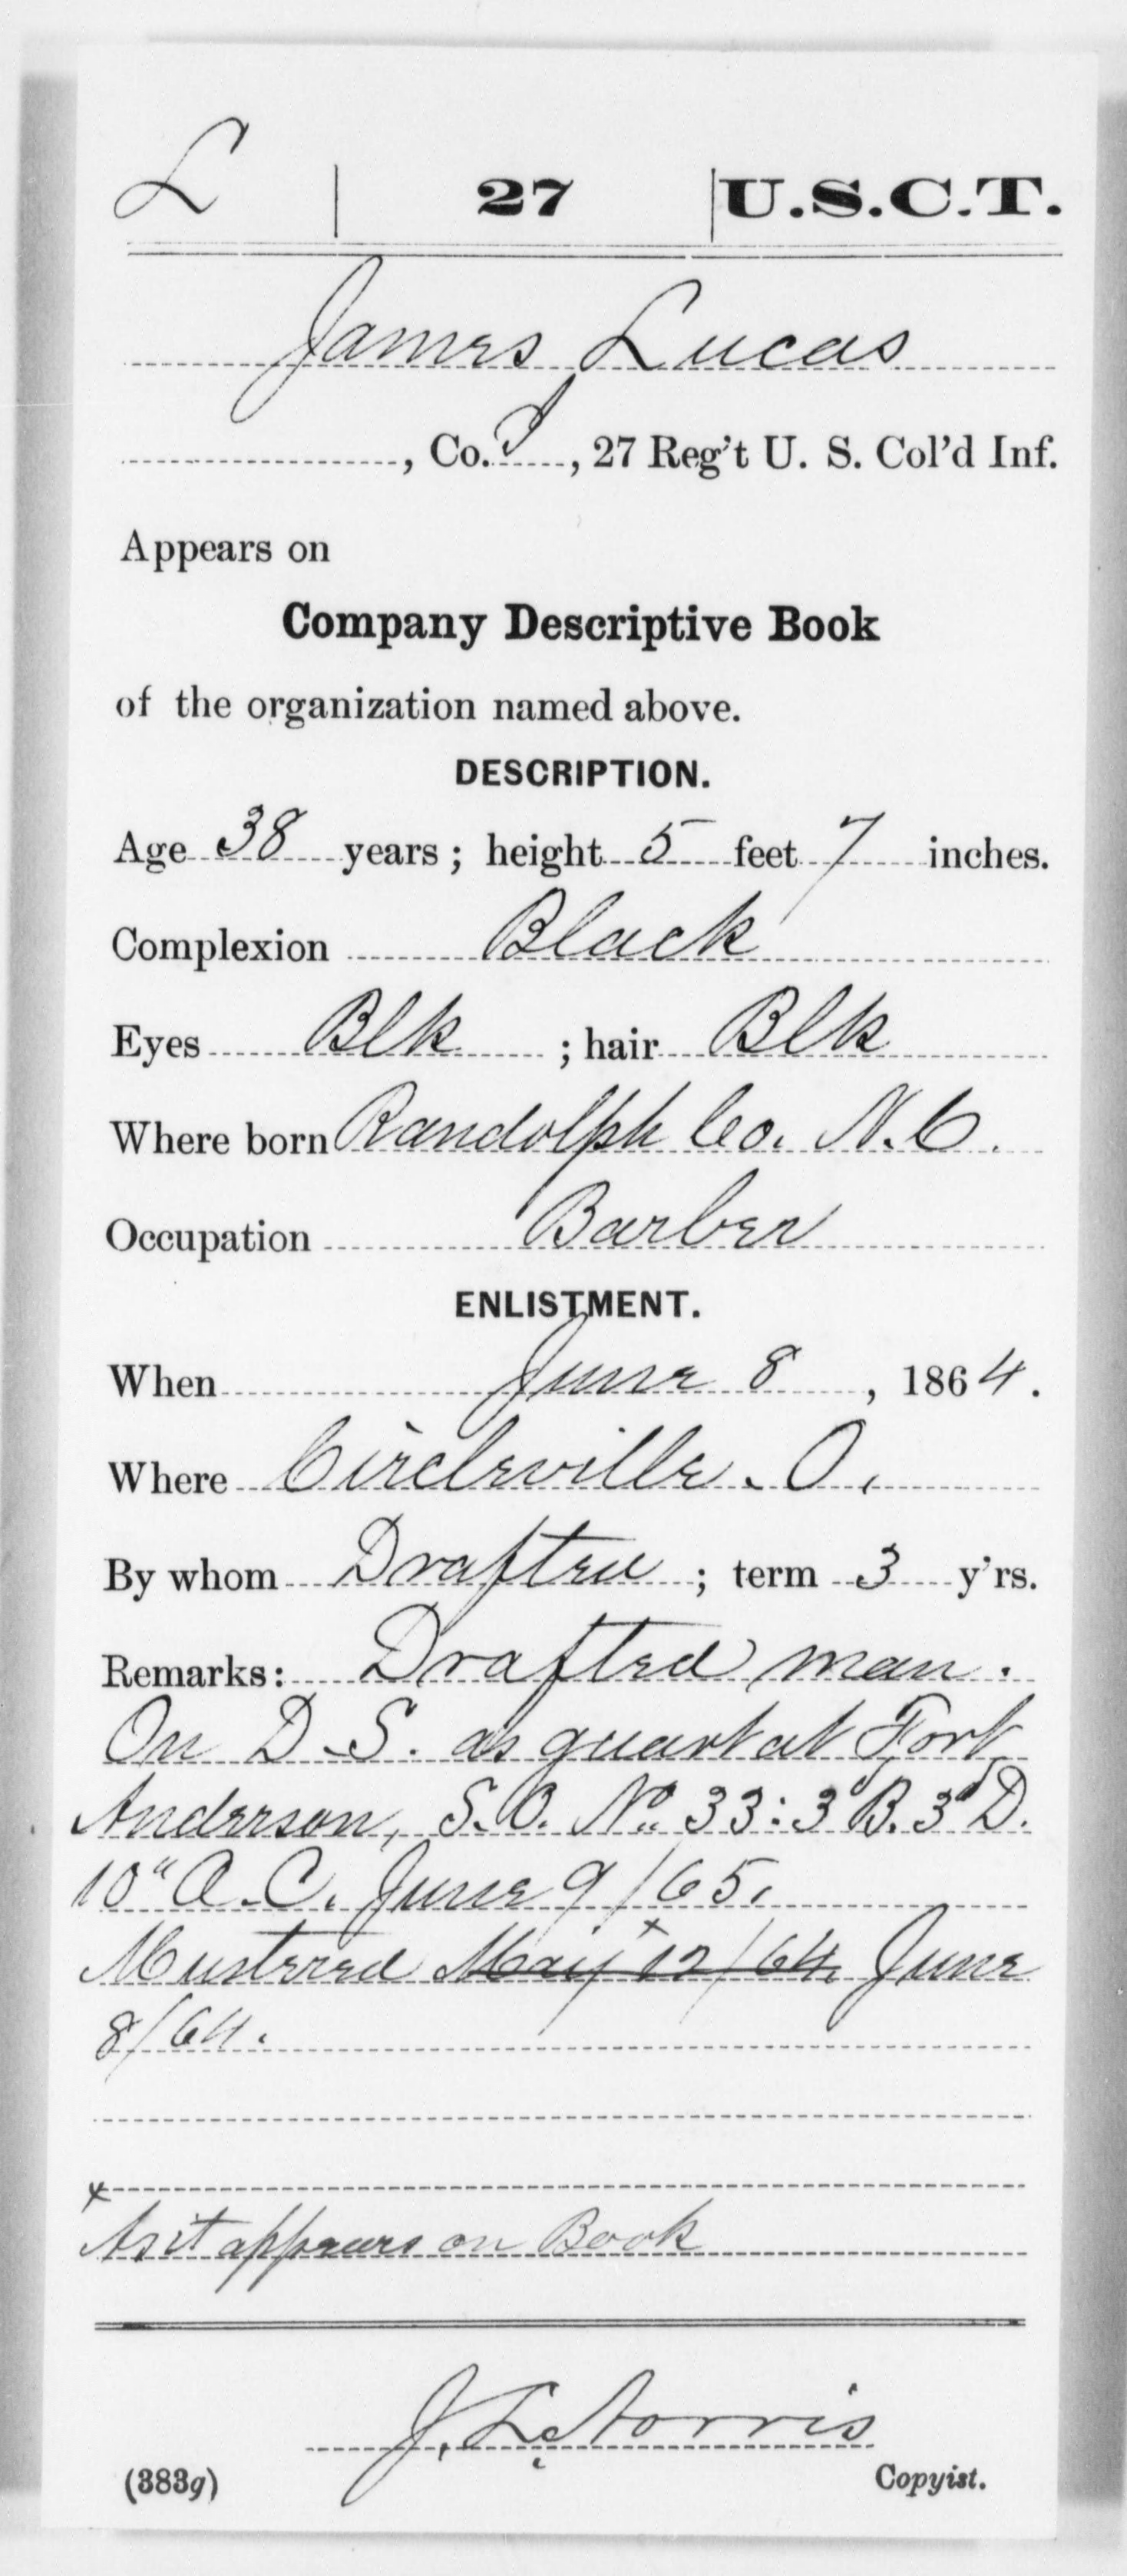 L | 27 | U.S.C.T.
James Lucas
, Co. I, 27 Reg't U. S. Col'd Inf.
Appears on
Company Descriptive Book
of the organization named above.
DESCRIPTION.
Age 38 years; height 5 feet 7 inches.
Complexion Black
Eyes Blk ; hair Blk
Where born Randolph Co. N.C.
Occupation Barber
ENLISTMENT.
When June 8, 1864.
Where Circleville. O.
By whom Drafted ; term 3 y'rs.
Remarks: Drafted man.
On D.S. as guard at Fort
Anderson, S.O. No. 33: 3d B. 3d D.
10" A.C. June 9/65.
Mustered May x 12/64, June
8/64.
x
As it appears on Book
Norris
(383g) Copyist.